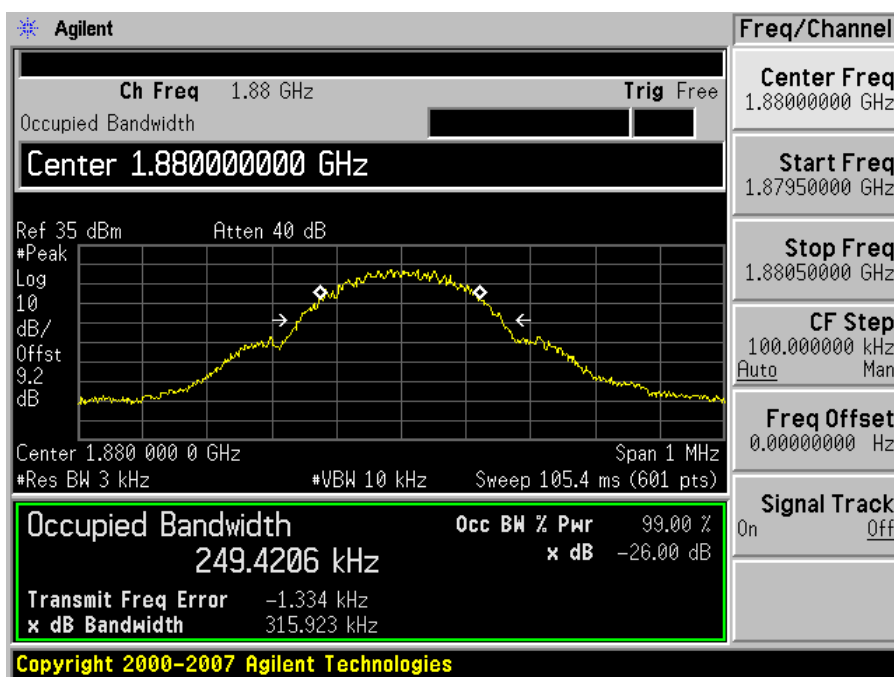 Agilent
Freq/Channel
Ch Freq 1.88 GHz Trig Free
Occupied Bandwidth
Center 1.880000000 GHz
Center Freq
1.88000000 GHz
Start Freq
1.87950000 GHz
Stop Freq
1.88050000 GHz
CF Step
100.000000 kHz
Auto Man
Freq Offset
0.00000000 Hz
Signal Track
On Off
Ref 35 dBm Atten 40 dB
#Peak
Log
10
dB/
Offst
9.2
dB
Center 1.880 000 0 GHz Span 1 MHz
#Res BW 3 kHz #VBW 10 kHz Sweep 105.4 ms (601 pts)
Occupied Bandwidth Occ BW % Pwr 99.00 %
249.4206 kHz x dB -26.00 dB
Transmit Freq Error -1.334 kHz
x dB Bandwidth 315.923 kHz
Copyright 2000-2007 Agilent Technologies